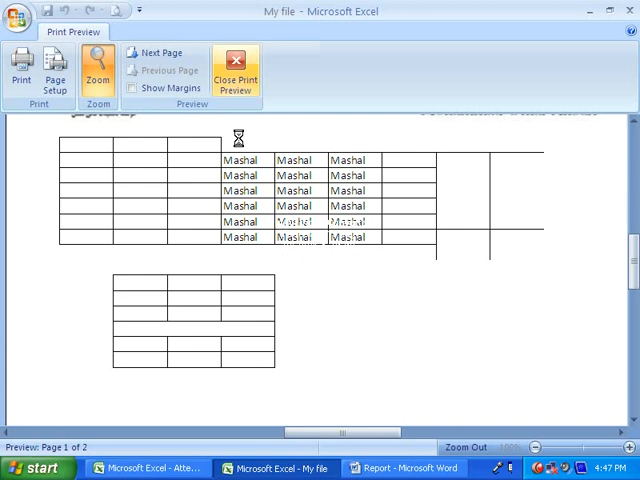 My file - Microsoft Excel
Print Preview
Print
Page Setup
Zoom
Next Page
Previous Page
Show Margins
Close Print Preview
Print
Zoom
Preview
Mashal Mashal Mashal
Mashal Mashal Mashal
Mashal Mashal Mashal
Mashal Mashal Mashal
Mashal Mashal Mashal
Mashal Mashal Mashal
Preview: Page 1 of 2
Zoom Out 100%
start
Microsoft Excel - Atte...
Microsoft Excel - My file
Report - Microsoft Word
4:47 PM